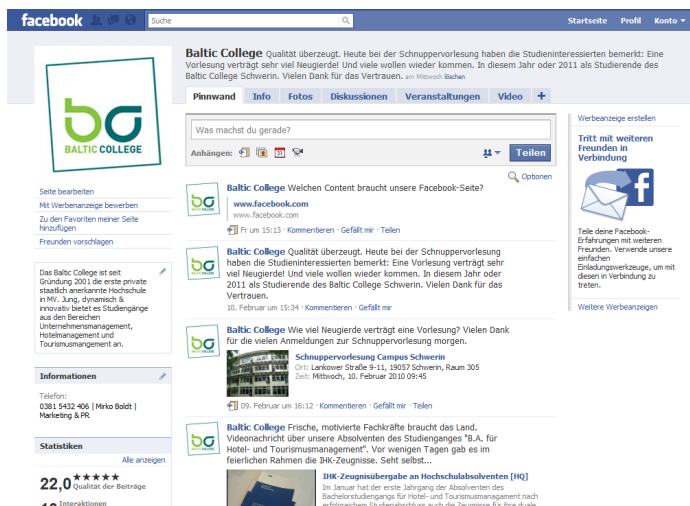 facebook
Suche
Startseite Profil Konto
Baltic College Qualität überzeugt. Heute bei der Schnuppervorlesung haben die Studieninteressierten bemerkt: Eine
Vorlesung verträgt sehr viel Neugierde! Und viele wollen wieder kommen. In diesem Jahr oder 2011 als Studierende des
Baltic College Schwerin. Vielen Dank für das Vertrauen. am Mittwoch löschen
Pinnwand Info Fotos Diskussionen Veranstaltungen Video +
Was machst du gerade?
Anhängen: 31 Teilen
Optionen
BALTIC COLLEGE
Seite bearbeiten
Mit Werbenanzeige bewerben
Zu den Favoriten meiner Seite
hinzufügen
Freunden vorschlagen
Das Baltic College ist seit
Gründung 2001 die erste private
staatlich anerkannte Hochschule
in MV. Jung, dynamisch &
innovativ bietet es Studiengänge
aus den Bereichen
Unternehmensmanagement,
Hotelmanagement und
Tourismusmangement an.
Informationen
Telefon:
0381 5432 406 | Mirko Boldt |
Marketing & PR
Statistiken
Alle anzeigen
22,0 Qualität der Beiträge
Interaktionen
Baltic College Welchen Content braucht unsere Facebook-Seite?
www.facebook.com
www.facebook.com
Fr um 15:13 · Kommentieren · Gefällt mir · Teilen
Baltic College Qualität überzeugt. Heute bei der Schnuppervorlesung
haben die Studieninteressierten bemerkt: Eine Vorlesung verträgt sehr
viel Neugierde! Und viele wollen wieder kommen. In diesem Jahr oder
2011 als Studierende des Baltic College Schwerin. Vielen Dank für das
Vertrauen.
10. Februar um 15:34 · Kommentieren · Gefällt mir
Baltic College Wie viel Neugierde verträgt eine Vorlesung? Vielen Dank
für die vielen Anmeldungen zur Schnuppervorlesung morgen.
Schnuppervorlesung Campus Schwerin
Ort: Lankower Straße 9-11, 19057 Schwerin, Raum 305
Zeit: Mittwoch, 10. Februar 2010 09:45
09. Februar um 16:12 · Kommentieren · Gefällt mir · Teilen
Baltic College Frische, motivierte Fachkräfte braucht das Land.
Videonachricht über unsere Absolventen des Studienganges "B.A. für
Hotel- und Tourismusmanagement". Vor wenigen Tagen gab es im
feierlichen Rahmen die IHK-Zeugnisse. Seht selbst...
IHK-Zeugnisübergabe an Hochschulabsolventen [HQ]
Im Januar hat der erste Jahrgang der Absolventen des
Bachelorstudiengangs für Hotel- und Tourismusmanagament nach
erfolgreichem Studienabschluss auch die Zeugnisse für ihre duale
Werbeanzeige erstellen
Tritt mit weiteren
Freunden in
Verbindung
Teile deine Facebook-
Erfahrungen mit weiteren
Freunden. Verwende unsere
einfachen
Einladungswerkzeuge, um mit
diesen in Verbindung zu
treten.
Weitere Werbeanzeigen